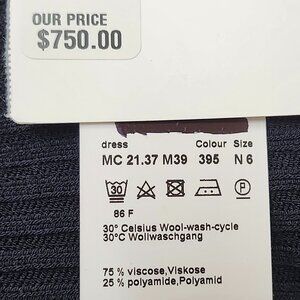 OUR PRICE
$750.00
dress Colour Size
MC 21.37 M39 395 N 6
30 P
86 F
30° Celsius Wool-wash-cycle
30°C Wollwaschgang
75 % viscose,Viskose
25 % polyamide,Polyamid